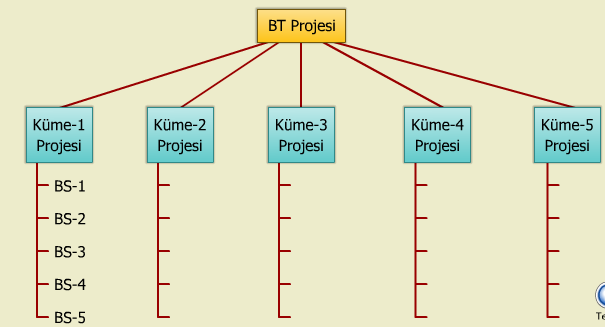 BT Projesi
Küme-1
Projesi
Küme-2
Projesi
Küme-3
Projesi
Küme-4
Projesi
Küme-5
Projesi
BS-1
BS-2
BS-3
BS-4
BS-5